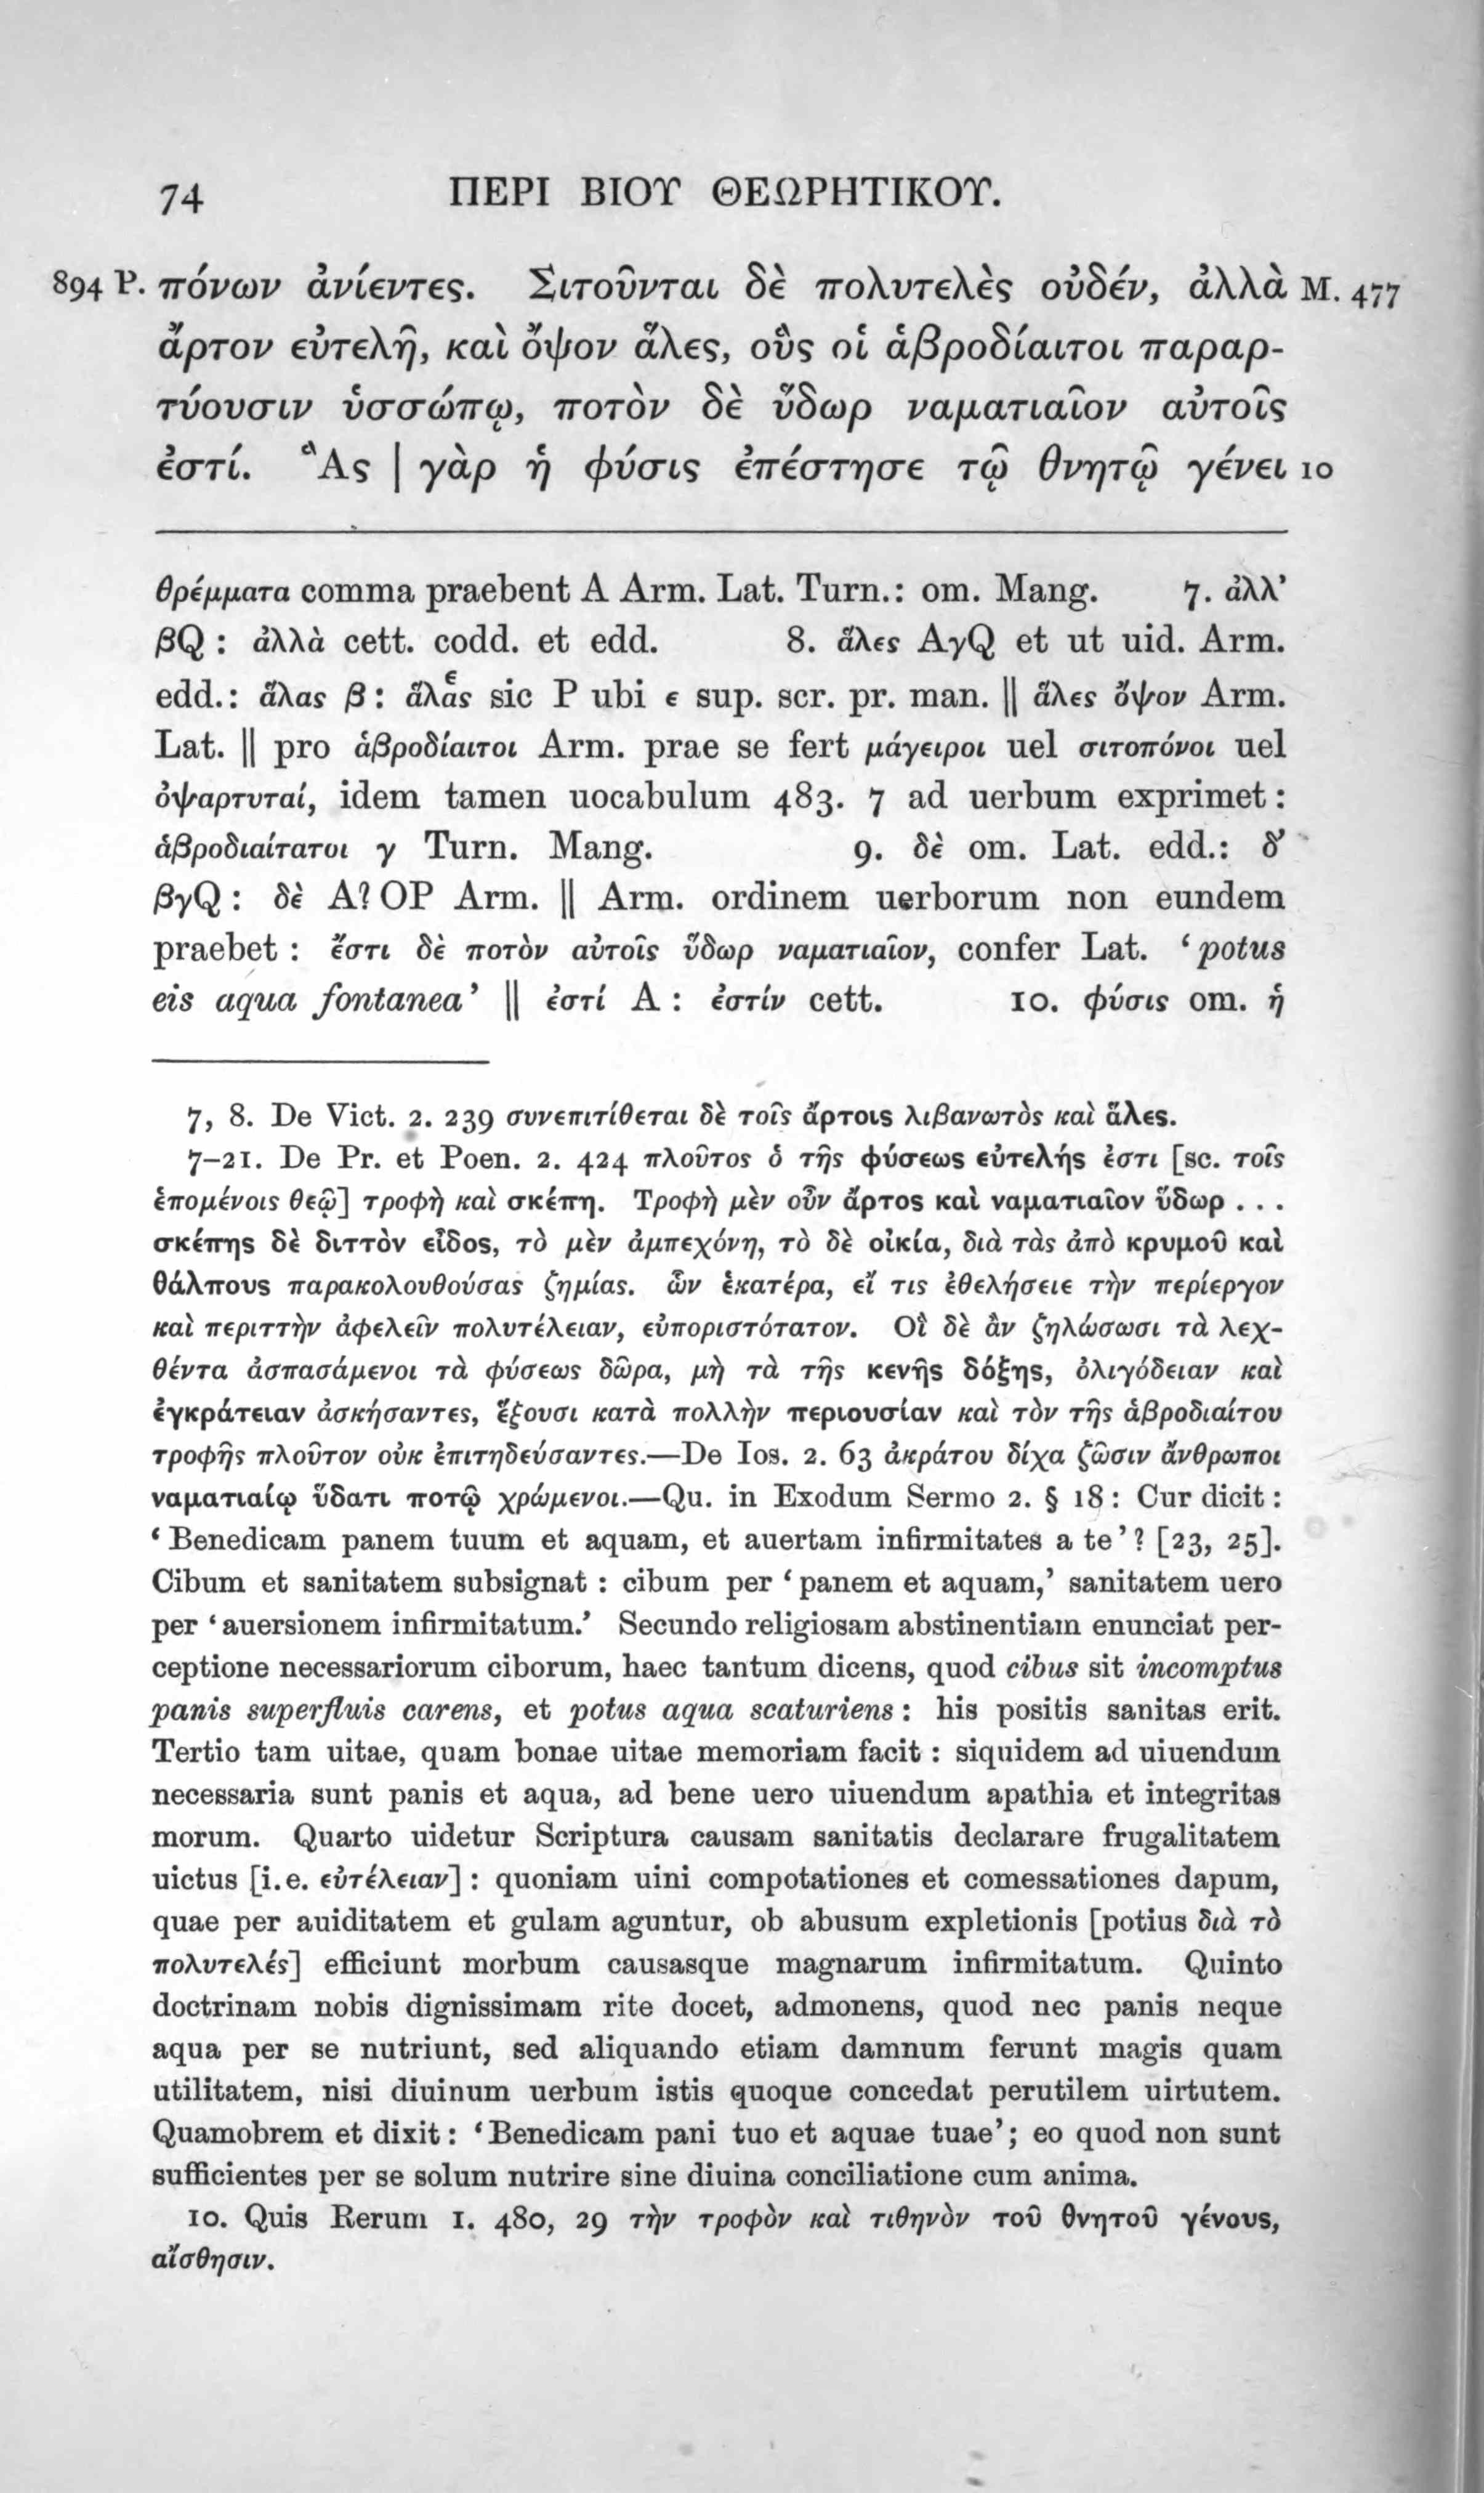 74 ΠΕΡΙ ΒΙΟΥ ΘΕΩΡΗΤΙΚΟΥ.
894 P. πόνων ἀνίεντες. Σιτοῦνται δὲ πολυτελὲς οὐδέν, ἀλλὰ M. 477
ἄρτον εὐτελῆ, καὶ ὄψον ἅλες, οὓς οἱ ἁβροδίαιτοι παραρ-
τύουσιν ὑσσώπῳ, ποτὸν δὲ ὕδωρ ναματιαῖον αὐτοῖς
ἐστί. Ἃς | γὰρ ἡ φύσις ἐπέστησε τῷ θνητῷ γένει 10
θρέμματα comma praebent A Arm. Lat. Turn.: om. Mang. 7. ἀλλ’
βQ : ἀλλὰ cett. codd. et edd. 8. ἅλες AγQ et ut uid. Arm.
edd.: ἅλας β : ἅλᾱ̔ς sic P ubi ε sup. scr. pr. man. || ἅλες ὄψον Arm.
Lat. || pro ἁβροδίαιτοι Arm. prae se fert μάγειροι uel σιτοπόνοι uel
ὀψαρτυταί, idem tamen uocabulum 483. 7 ad uerbum exprimet :
ἁβροδιαίτατοι γ Turn. Mang. 9. δὲ om. Lat. edd.: δ’
βγQ : δὲ A? OP Arm. || Arm. ordinem uerborum non eundem
praebet : ἔστι δὲ ποτὸν αὐτοῖς ὕδωρ ναματιαῖον, confer Lat. ‘potus
eis aqua fontanea’ || ἐστί A : ἐστίν cett. 10. φύσις om. ἡ
7, 8. De Vict. 2. 239 συνεπιτίθεται δὲ τοῖς ἄρτοις λιβανωτὸς καὶ ἅλες.
7–21. De Pr. et Poen. 2. 424 πλοῦτος ὁ τῆς φύσεως εὐτελής ἐστι [sc. τοῖς
ἑπομένοις θεῷ] τροφὴ καὶ σκέπη. Τροφὴ μὲν οὖν ἄρτος καὶ ναματιαῖον ὕδωρ . . .
σκέπης δὲ διττὸν εἶδος, τὸ μὲν ἀμπεχόνη, τὸ δὲ οἰκία, διὰ τὰς ἀπὸ κρυμοῦ καὶ
θάλπους παρακολουθούσας ζημίας. ὧν ἑκατέρα, εἴ τις ἐθελήσειε τὴν περίεργον
καὶ περιττὴν ἀφελεῖν πολυτέλειαν, εὐποριστότατον. Οἳ δὲ ἂν ζηλώσωσι τὰ λεχ-
θέντα ἀσπασάμενοι τὰ φύσεως δῶρα, μὴ τὰ τῆς κενῆς δόξης, ὀλιγόδειαν καὶ
ἐγκράτειαν ἀσκήσαντες, ἕξουσι κατὰ πολλὴν περιουσίαν καὶ τὸν τῆς ἁβροδιαίτου
τροφῆς πλοῦτον οὐκ ἐπιτηδεύσαντες.—De Ios. 2. 63 ἀκράτου δίχα ζῶσιν ἄνθρωποι
ναματιαίῳ ὕδατι ποτῷ χρώμενοι.—Qu. in Exodum Sermo 2. § 18 : Cur dicit :
‘Benedicam panem tuum et aquam, et auertam infirmitates a te’? [23, 25].
Cibum et sanitatem subsignat : cibum per ‘panem et aquam,’ sanitatem uero
per ‘auersionem infirmitatum.’ Secundo religiosam abstinentiam enunciat per-
ceptione necessariorum ciborum, haec tantum dicens, quod cibus sit incomptus
panis superfluis carens, et potus aqua scaturiens : his positis sanitas erit.
Tertio tam uitae, quam bonae uitae memoriam facit : siquidem ad uiuendum
necessaria sunt panis et aqua, ad bene uero uiuendum apathia et integritas
morum. Quarto uidetur Scriptura causam sanitatis declarare frugalitatem
uictus [i. e. εὐτέλειαν] : quoniam uini compotationes et comessationes dapum,
quae per auiditatem et gulam aguntur, ob abusum expletionis [potius διὰ τὸ
πολυτελές] efficiunt morbum causasque magnarum infirmitatum. Quinto
doctrinam nobis dignissimam rite docet, admonens, quod nec panis neque
aqua per se nutriunt, sed aliquando etiam damnum ferunt magis quam
utilitatem, nisi diuinum uerbum istis quoque concedat perutilem uirtutem.
Quamobrem et dixit : ‘Benedicam pani tuo et aquae tuae’; eo quod non sunt
sufficientes per se solum nutrire sine diuina conciliatione cum anima.
10. Quis Rerum 1. 480, 29 τὴν τροφὸν καὶ τιθηνὸν τοῦ θνητοῦ γένους,
αἴσθησιν.